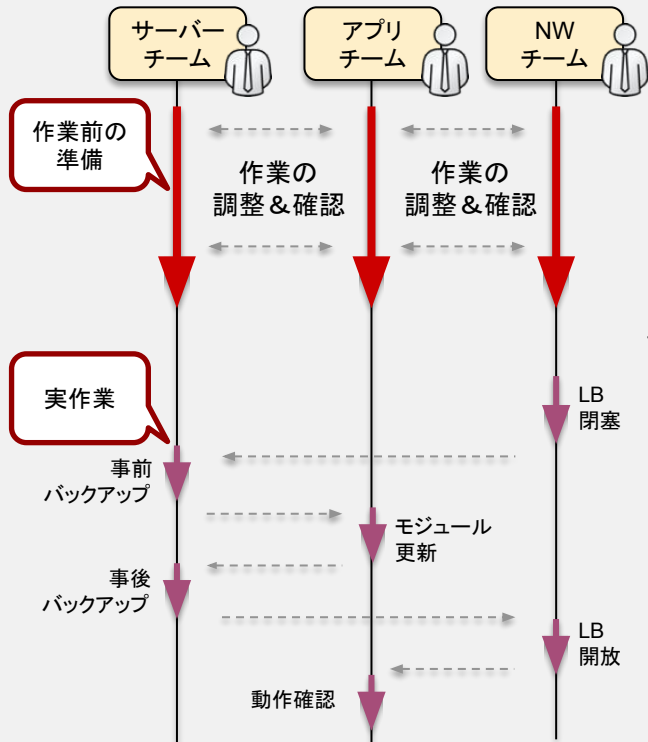 サーバー
チーム
アプリ
チーム
NW
チーム
作業前の
準備
作業の
調整＆確認
作業の
調整＆確認
実作業
LB
閉塞
事前
バックアップ
モジュール
更新
事後
バックアップ
LB
開放
動作確認